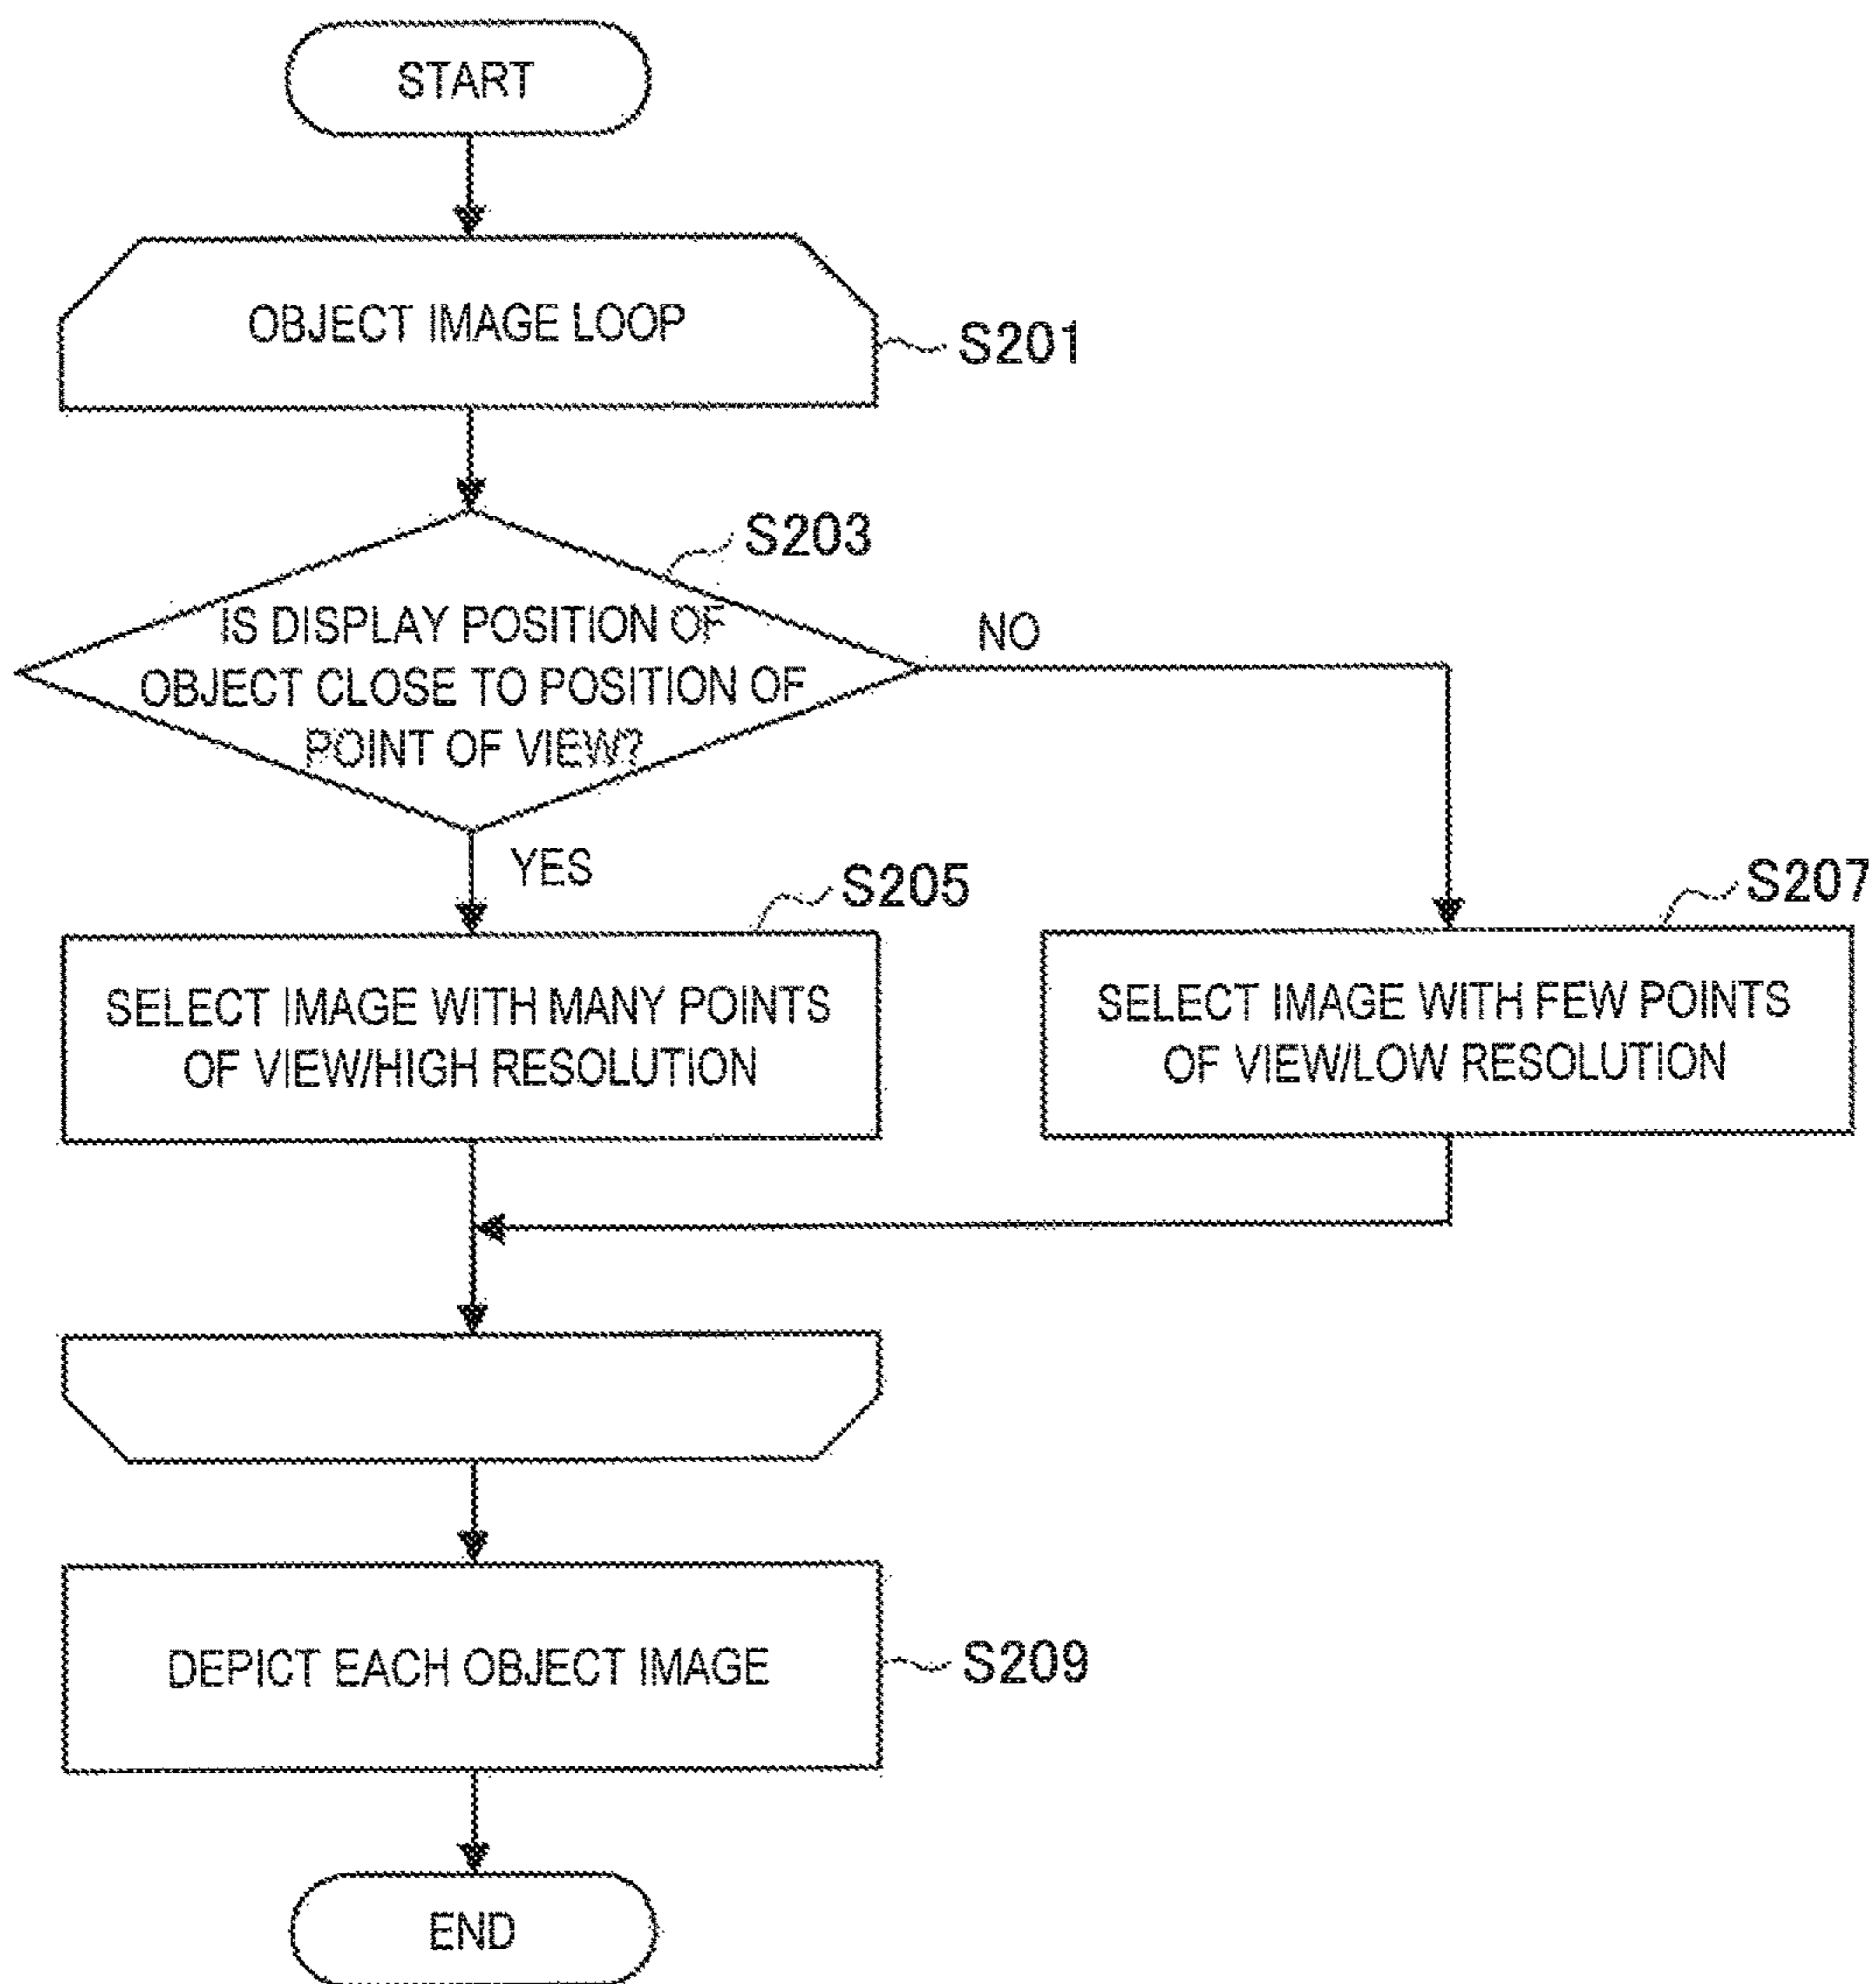 START
OBJECT IMAGE LOOP
S201
S203
IS DISPLAY POSITION OF
OBJECT CLOSE TO POSITION OF
POINT OF VIEW?
NO
YES
S205
S207
SELECT IMAGE WITH MANY POINTS
OF VIEW/HIGH RESOLUTION
SELECT IMAGE WITH FEW POINTS
OF VIEW/LOW RESOLUTION
DEPICT EACH OBJECT IMAGE
S209
END